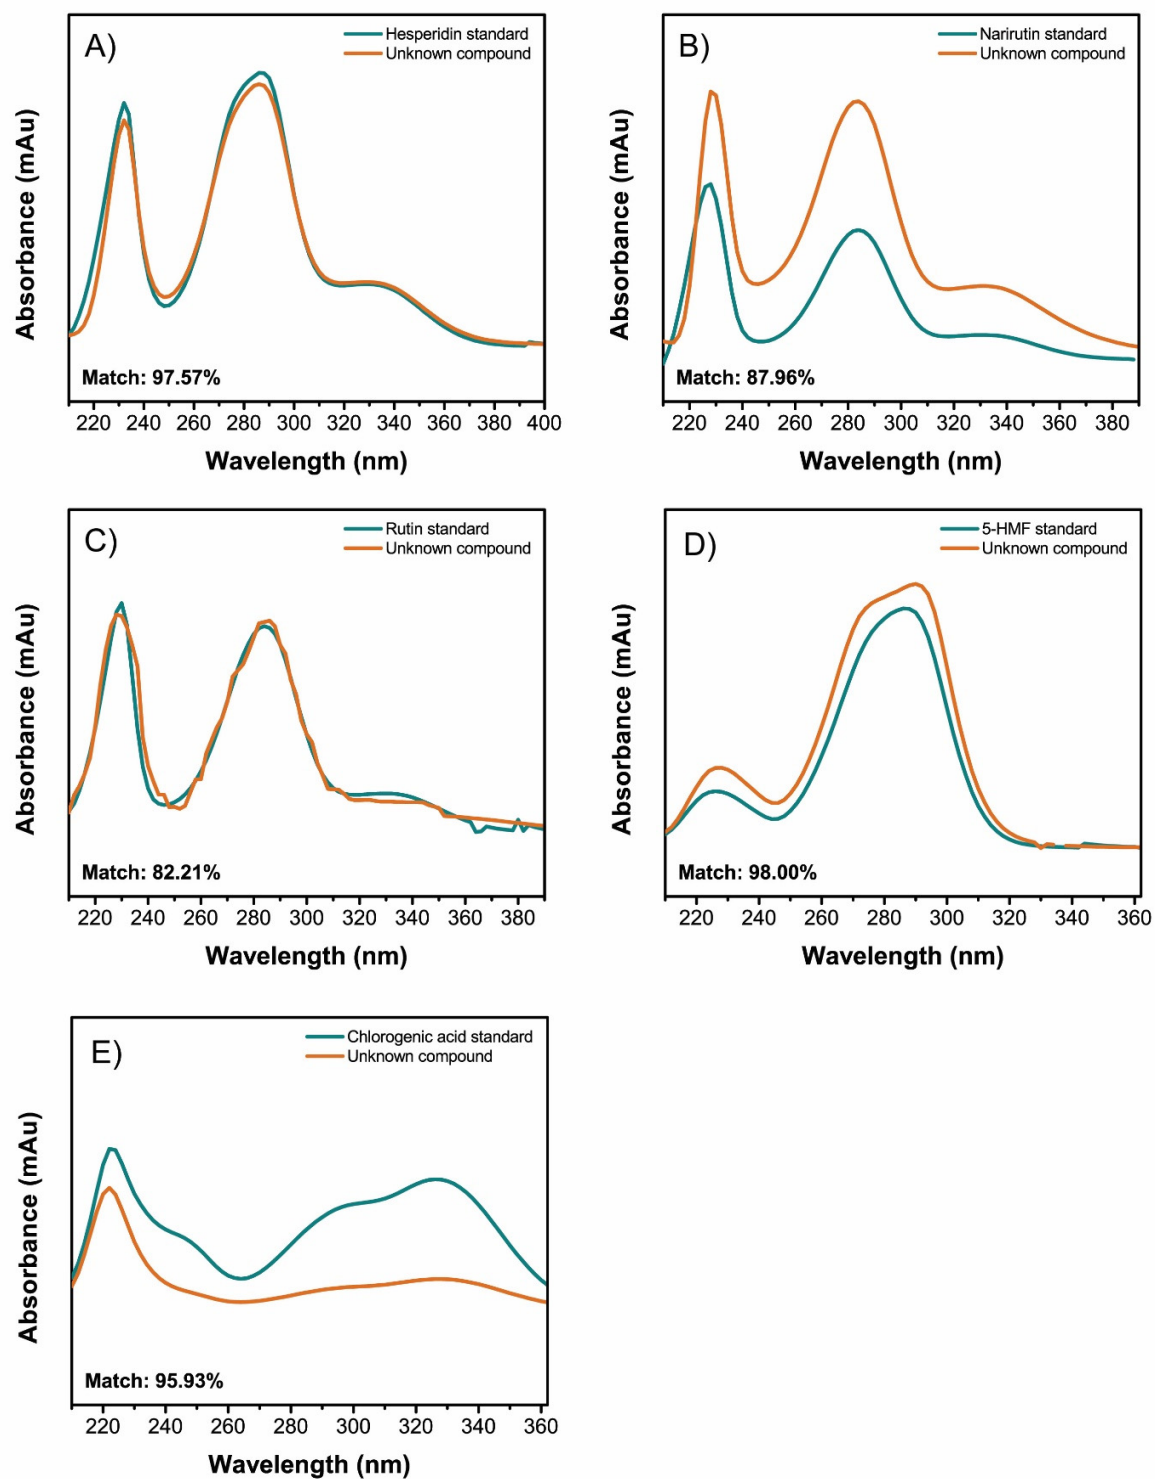 A)
Hesperidin standard
Unknown compound
Absorbance (mAu)
Match: 97.57%
220 240 260 280 300 320 340 360 380 400
Wavelength (nm)
B)
Narirutin standard
Unknown compound
Absorbance (mAu)
Match: 87.96%
220 240 260 280 300 320 340 360 380
Wavelength (nm)
C)
Rutin standard
Unknown compound
Absorbance (mAu)
Match: 82.21%
220 240 260 280 300 320 340 360 380
Wavelength (nm)
D)
5-HMF standard
Unknown compound
Absorbance (mAu)
Match: 98.00%
220 240 260 280 300 320 340 360
Wavelength (nm)
E)
Chlorogenic acid standard
Unknown compound
Absorbance (mAu)
Match: 95.93%
220 240 260 280 300 320 340 360
Wavelength (nm)